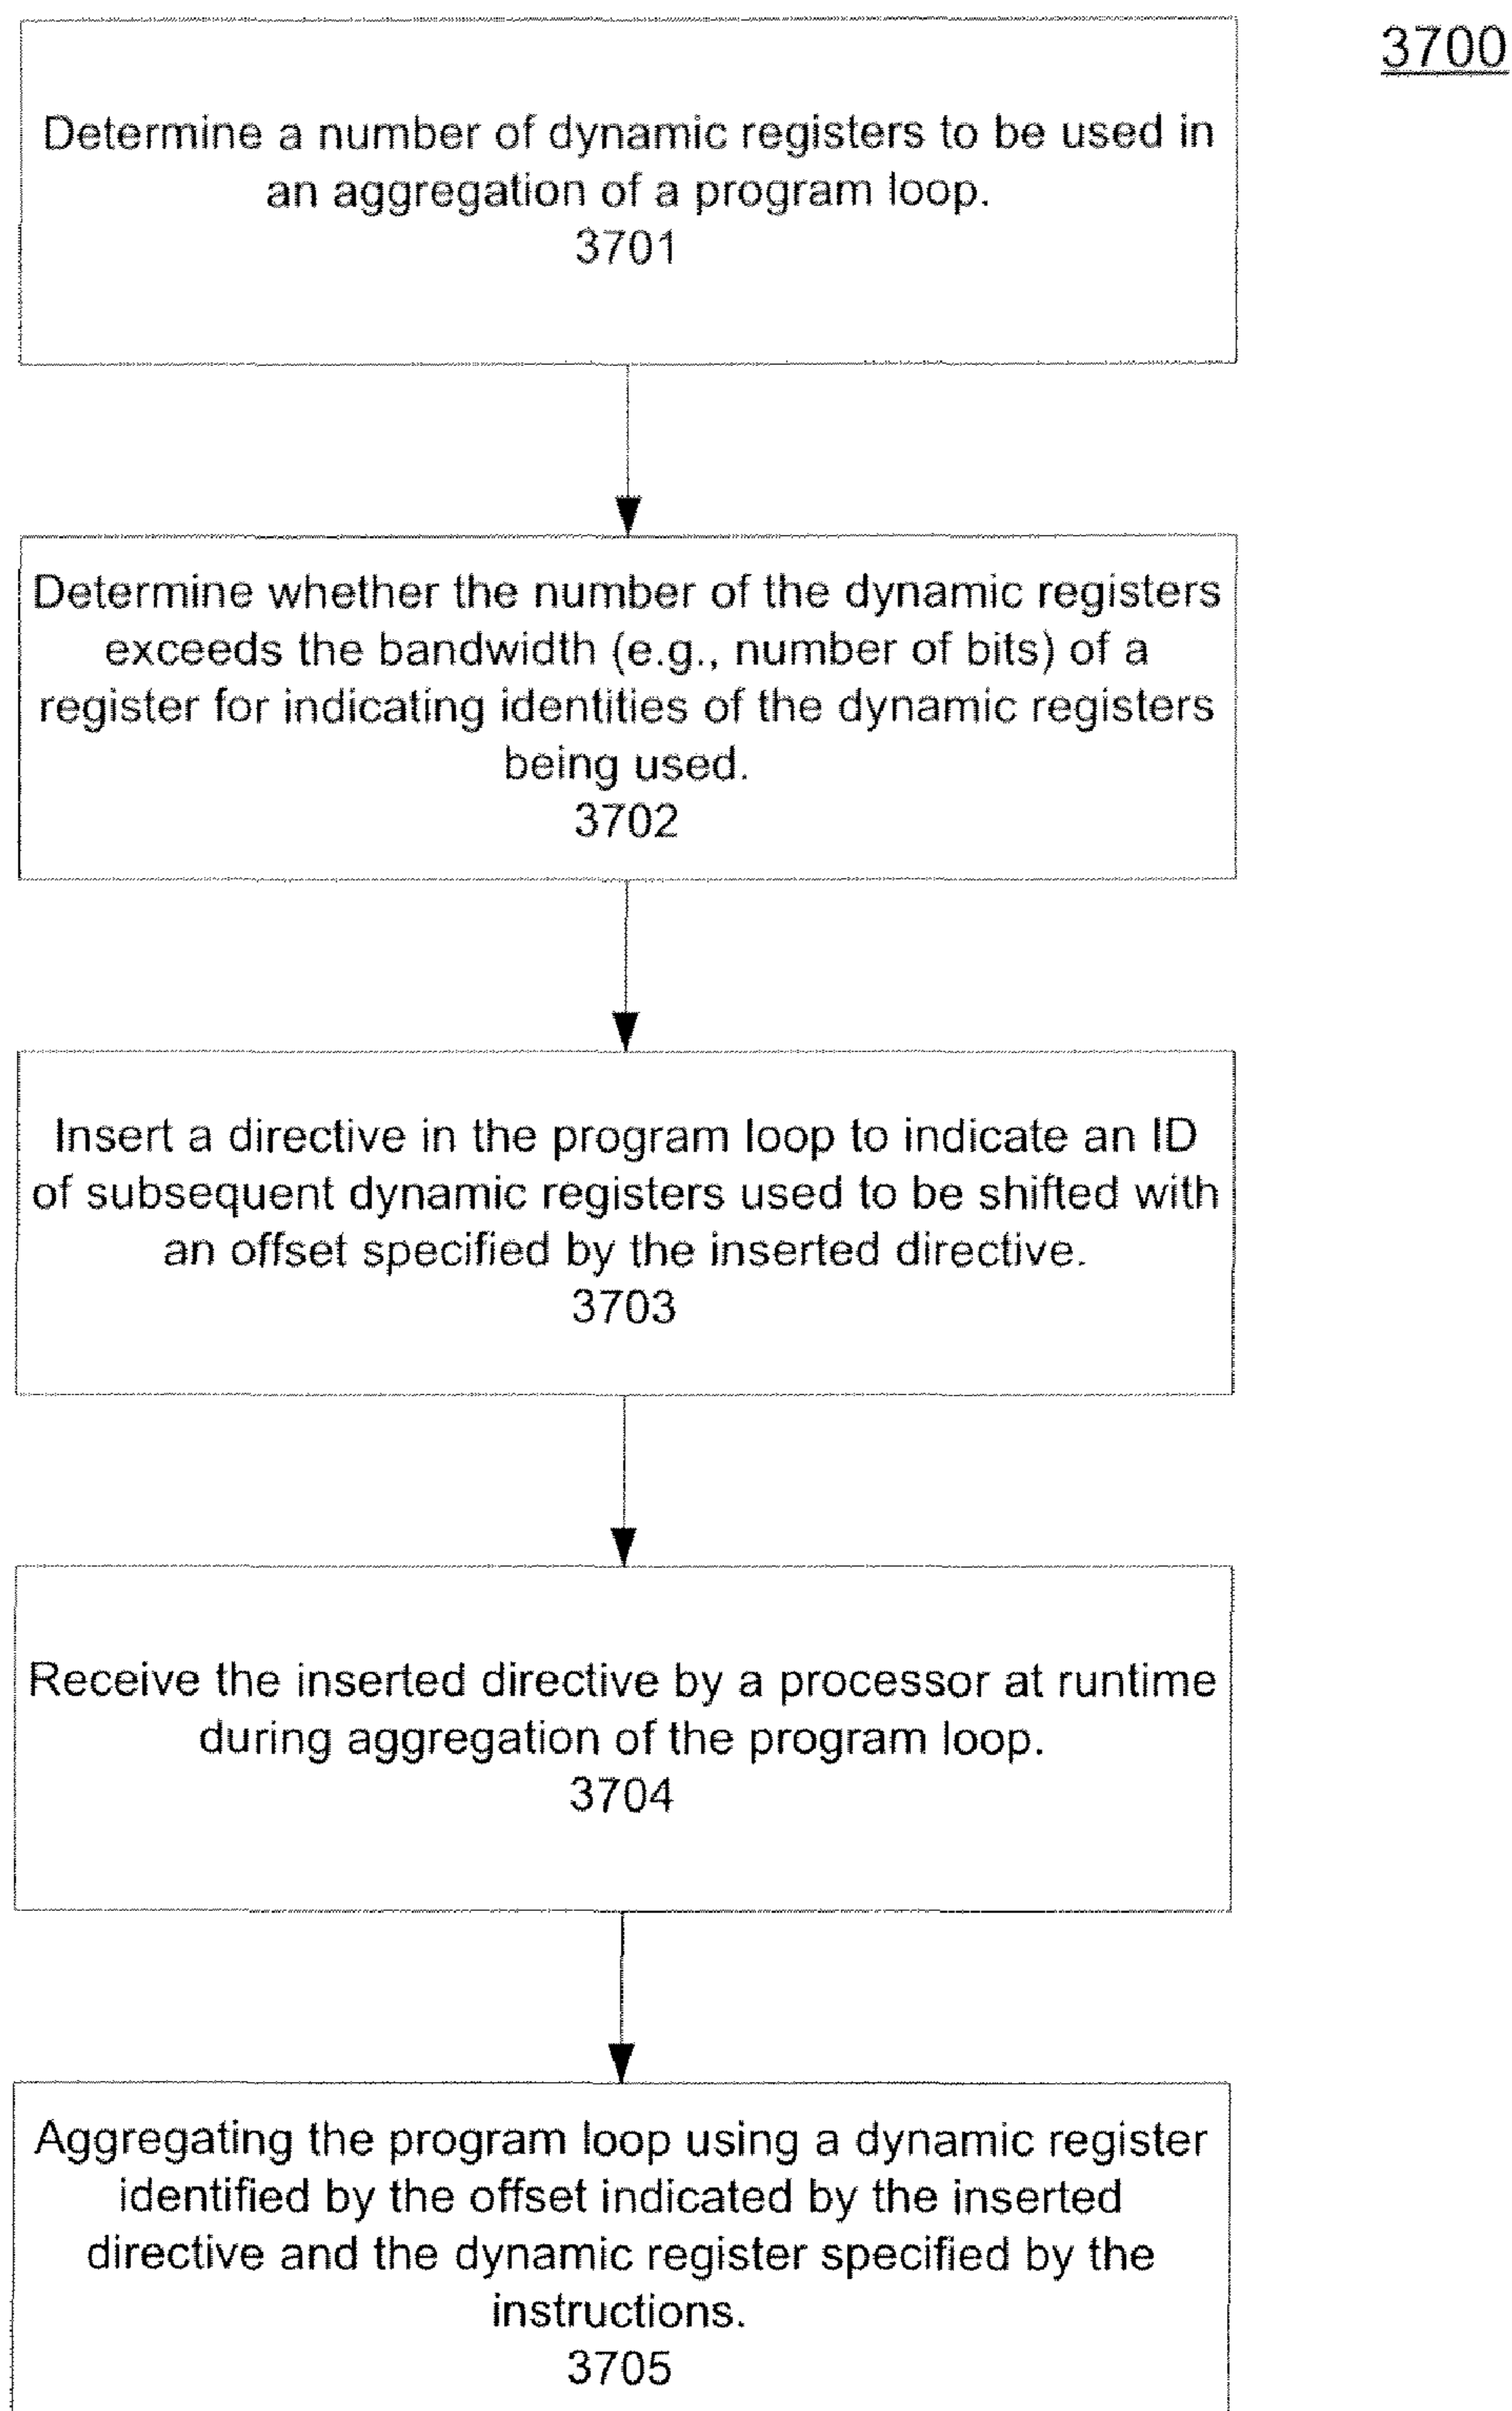 3700
Determine a number of dynamic registers to be used in
an aggregation of a program loop.
3701
Determine whether the number of the dynamic registers
exceeds the bandwidth (e.g., number of bits) of a
register for indicating identities of the dynamic registers
being used.
3702
Insert a directive in the program loop to indicate an ID
of subsequent dynamic registers used to be shifted with
an offset specified by the inserted directive.
3703
Receive the inserted directive by a processor at runtime
during aggregation of the program loop.
3704
Aggregating the program loop using a dynamic register
identified by the offset indicated by the inserted
directive and the dynamic register specified by the
instructions.
3705